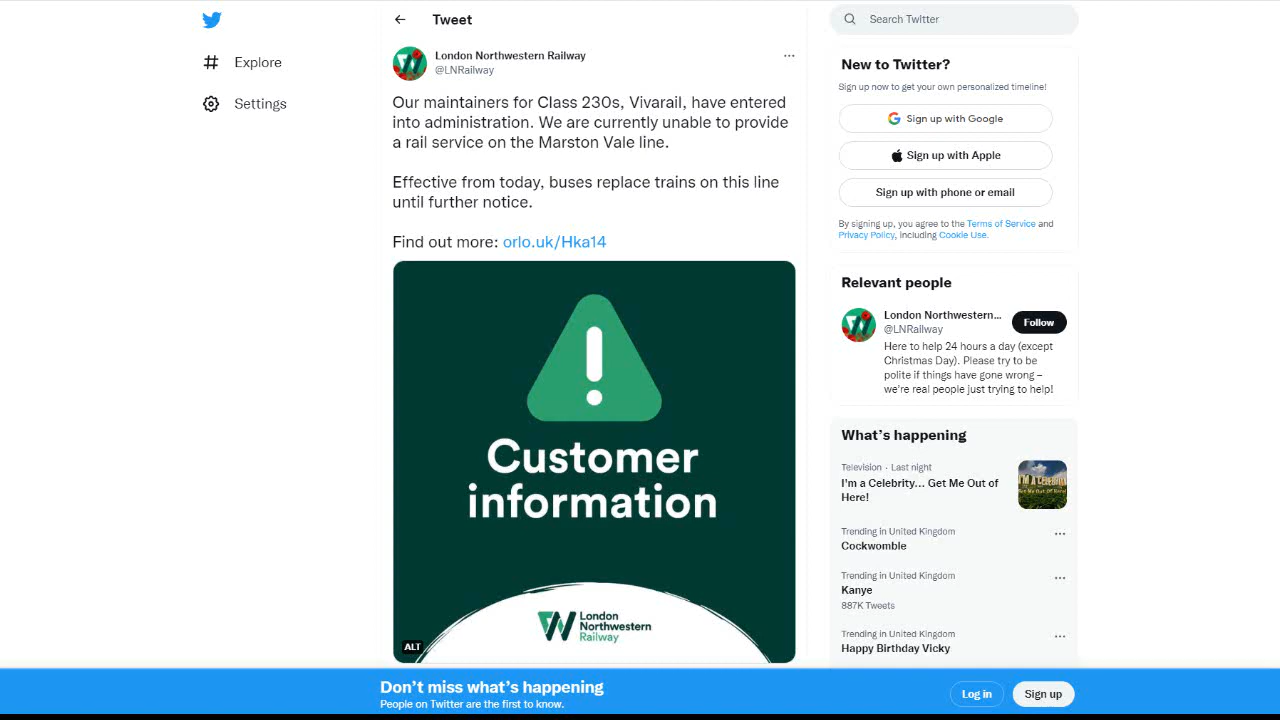 Explore
Settings
Tweet
London Northwestern Railway
@LNRailway
Our maintainers for Class 230s, Vivarail, have entered
into administration. We are currently unable to provide
a rail service on the Marston Vale line.
Effective from today, buses replace trains on this line
until further notice.
Find out more: orlo.uk/Hka14
Customer
information
London
Northwestern
Railway
ALT
Search Twitter
New to Twitter?
Sign up now to get your own personalized timeline!
Sign up with Google
Sign up with Apple
Sign up with phone or email
By signing up, you agree to the Terms of Service and
Privacy Policy, including Cookie Use.
Relevant people
London Northwestern...
@LNRailway
Follow
Here to help 24 hours a day (except
Christmas Day). Please try to be
polite if things have gone wrong –
we're real people just trying to help!
What's happening
Television · Last night
I'm a Celebrity... Get Me Out of
Here!
I'M A CELEBRITY
Get Me Out Of Here!
Trending in United Kingdom
Cockwomble
Trending in United Kingdom
Kanye
887K Tweets
Trending in United Kingdom
Happy Birthday Vicky
Don't miss what's happening
People on Twitter are the first to know.
Log in
Sign up